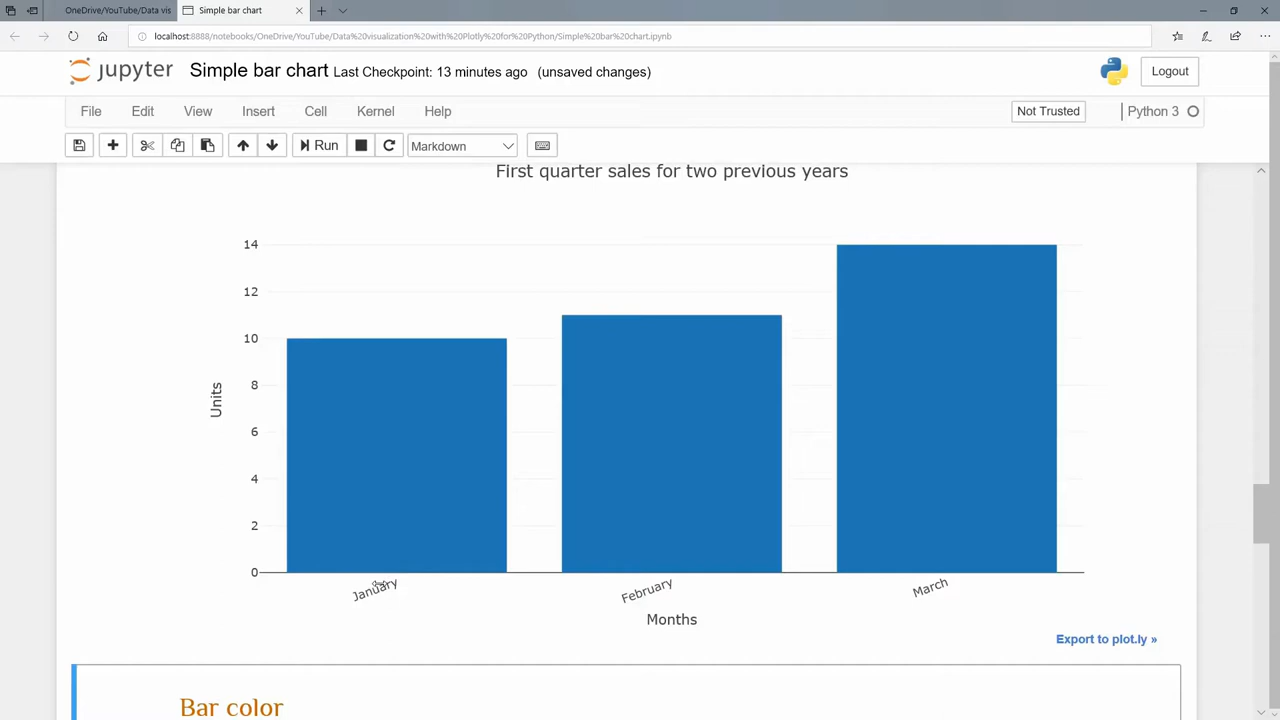 OneDrive/YouTube/Data vis
Simple bar chart
localhost:8888/notebooks/OneDrive/YouTube/Data%20visualization%20with%20Plotly%20for%20Python/Simple%20bar%20chart.ipynb
jupyter Simple bar chart Last Checkpoint: 13 minutes ago (unsaved changes)
Logout
File Edit View Insert Cell Kernel Help
Not Trusted
Python 3
Run
Markdown
First quarter sales for two previous years
14
12
10
8
6
4
2
0
Units
January
February
March
Months
Export to plot.ly »
Bar color